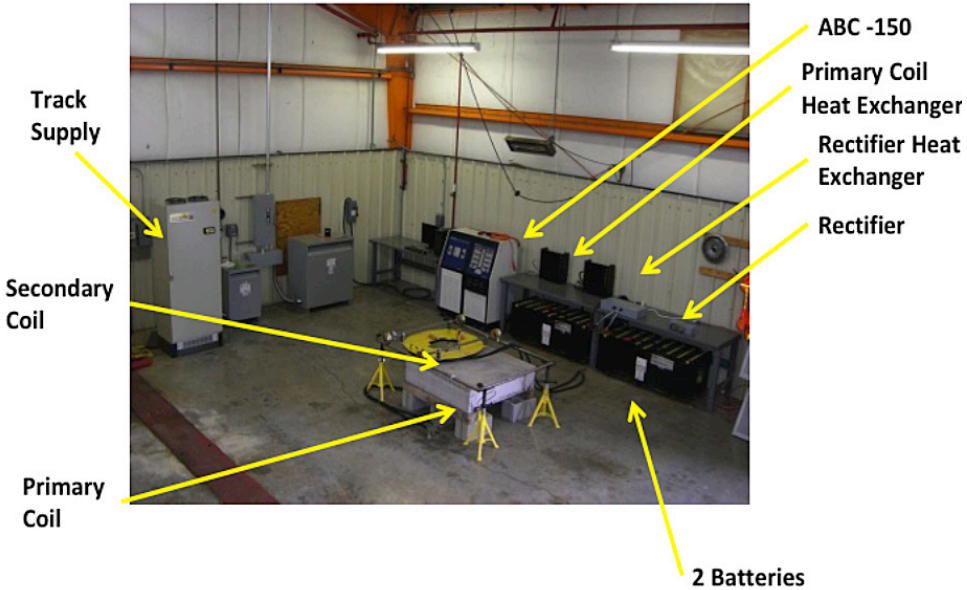 ABC -150
Primary Coil
Heat Exchanger
Track
Supply
Rectifier Heat
Exchanger
Rectifier
Secondary
Coil
Primary
Coil
2 Batteries